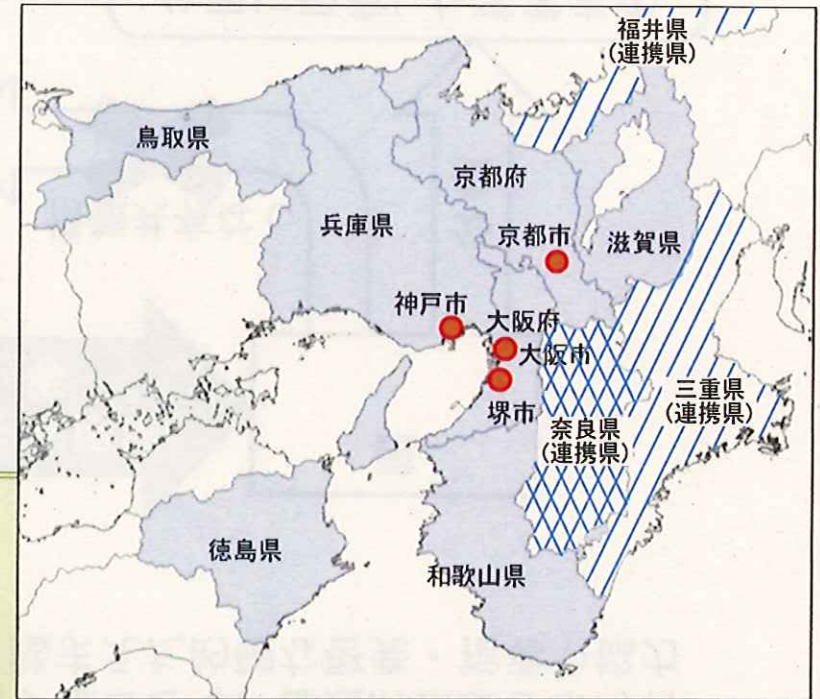 福井県
(連携県)
鳥取県
京都府
兵庫県
京都市
滋賀県
神戸市
大阪府
大阪市
堺市
三重県
(連携県)
奈良県
(連携県)
徳島県
和歌山県